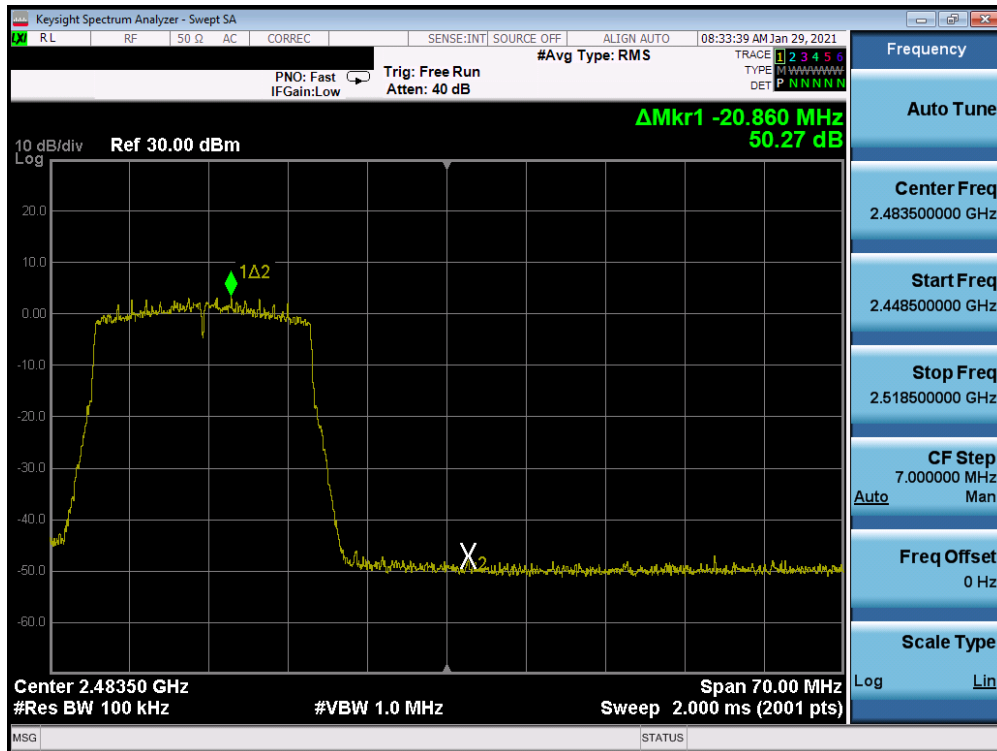 Keysight Spectrum Analyzer - Swept SA
LXI RL RF 50 Ω AC CORREC SENSE:INT SOURCE OFF ALIGN AUTO 08:33:39 AM Jan 29, 2021
#Avg Type: RMS
TRACE 1 2 3 4 5 6
PNO: Fast Trig: Free Run
TYPE M W W W W W
IFGain:Low Atten: 40 dB
DET P N N N N N
ΔMkr1 -20.860 MHz
50.27 dB
10 dB/div Ref 30.00 dBm
Log
20.0
10.0
1Δ2
0.00
-10.0
-20.0
-30.0
-40.0
X2
-50.0
-60.0
Center 2.48350 GHz Span 70.00 MHz
#Res BW 100 kHz #VBW 1.0 MHz Sweep 2.000 ms (2001 pts)
MSG STATUS
Frequency
Auto Tune
Center Freq
2.483500000 GHz
Start Freq
2.448500000 GHz
Stop Freq
2.518500000 GHz
CF Step
7.000000 MHz
Auto Man
Freq Offset
0 Hz
Scale Type
Log Lin